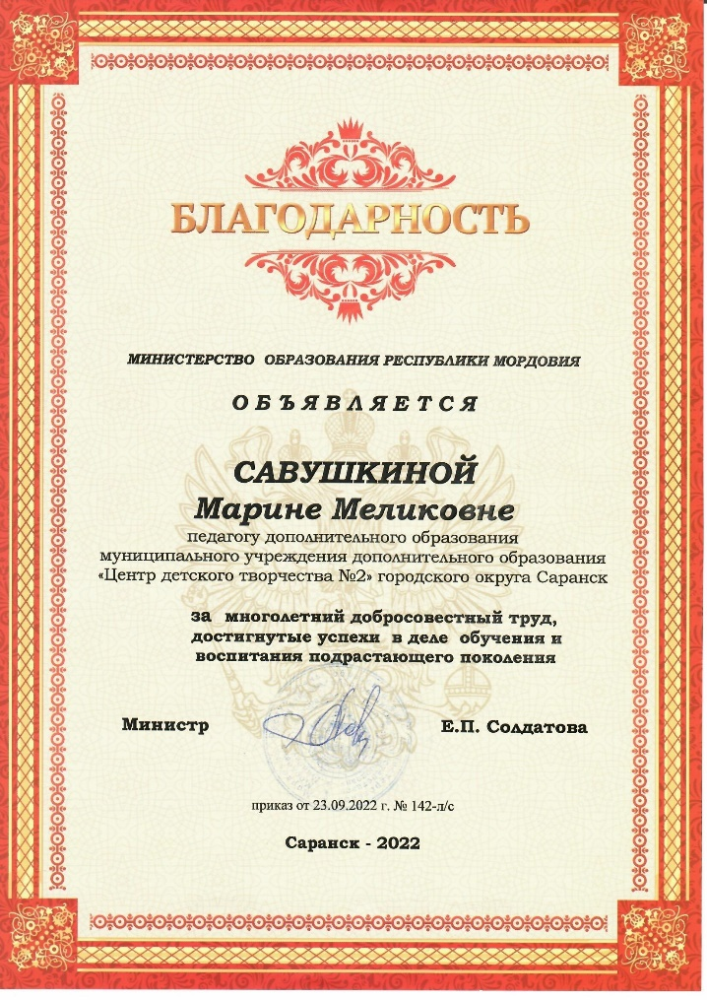 БЛАГОДАРНОСТЬ
МИНИСТЕРСТВО ОБРАЗОВАНИЯ РЕСПУБЛИКИ МОРДОВИЯ
ОБЪЯВЛЯЕТСЯ
САВУШКИНОЙ
Марине Меликовне
педагогу дополнительного образования
муниципального учреждения дополнительного образования
«Центр детского творчества №2» городского округа Саранск
за многолетний добросовестный труд,
достигнутые успехи в деле обучения и
воспитания подрастающего поколения
Министр Е.П. Солдатова
приказ от 23.09.2022 г. № 142-л/с
Саранск - 2022